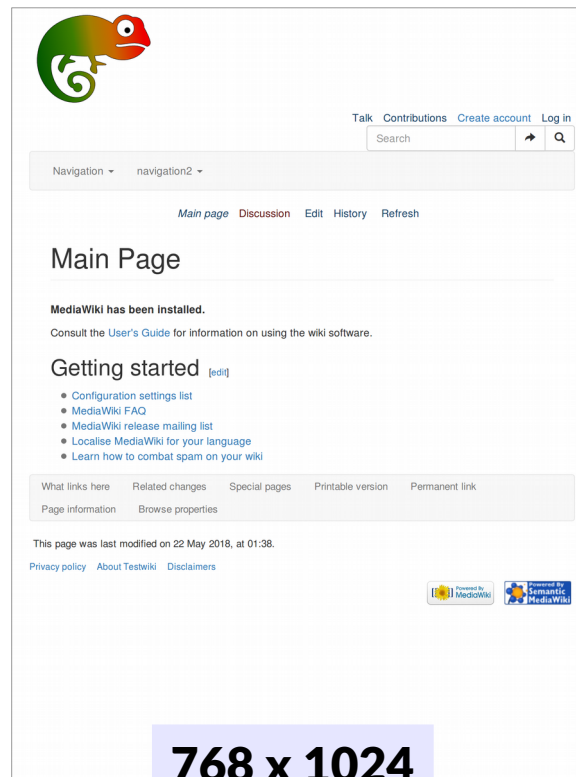 Talk Contributions Create account Log in
Search
Navigation navigation2
Main page Discussion Edit History Refresh
Main Page
MediaWiki has been installed.
Consult the User's Guide for information on using the wiki software.
Getting started [edit]
Configuration settings list
MediaWiki FAQ
MediaWiki release mailing list
Localise MediaWiki for your language
Learn how to combat spam on your wiki
What links here Related changes Special pages Printable version Permanent link
Page information Browse properties
This page was last modified on 22 May 2018, at 01:38.
Privacy policy About Testwiki Disclaimers
Powered By
MediaWiki
Powered By
Semantic
MediaWiki
768 x 1024